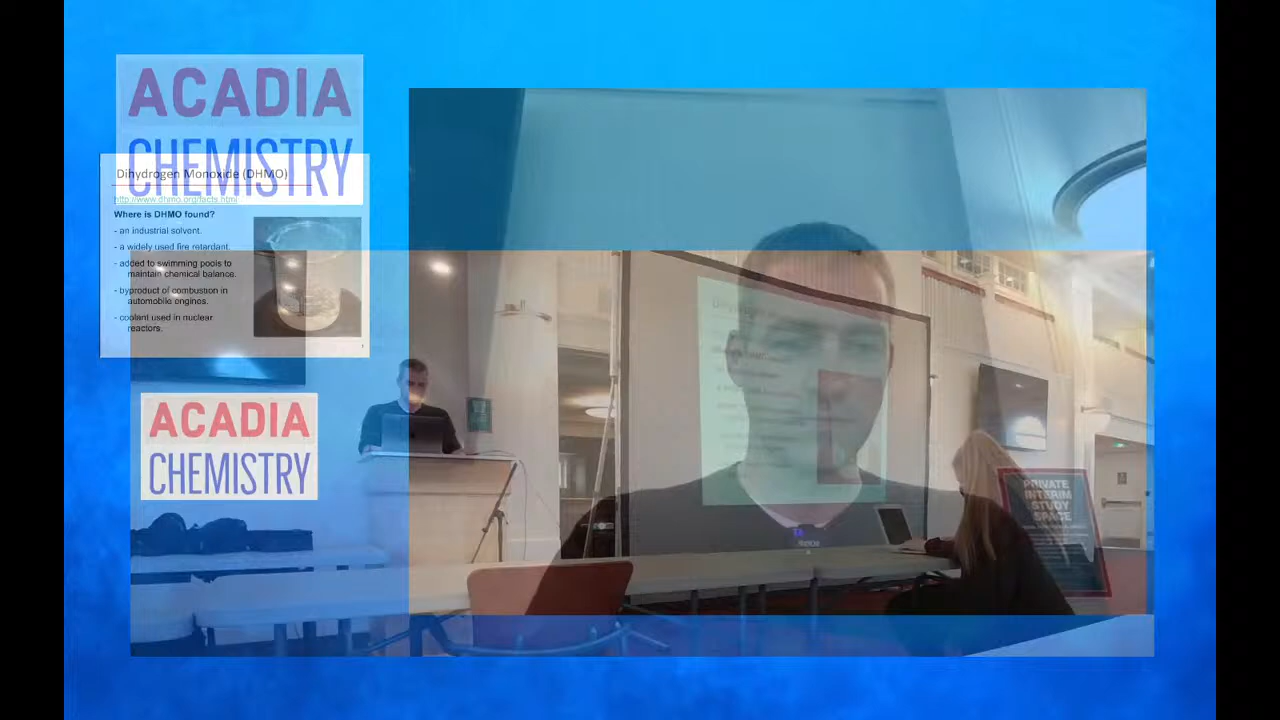 ACADIA
CHEMISTRY
Dihydrogen Monoxide (DHMO)
http://www.dhmo.org/facts.html
Where is DHMO found?
- an industrial solvent.
- a widely used fire retardant.
- added to swimming pools to
maintain chemical balance.
- byproduct of combustion in
automobile engines.
- coolant used in nuclear
reactors.
ACADIA
CHEMISTRY
PRIVATE
INTERIM
STUDY
SPACE